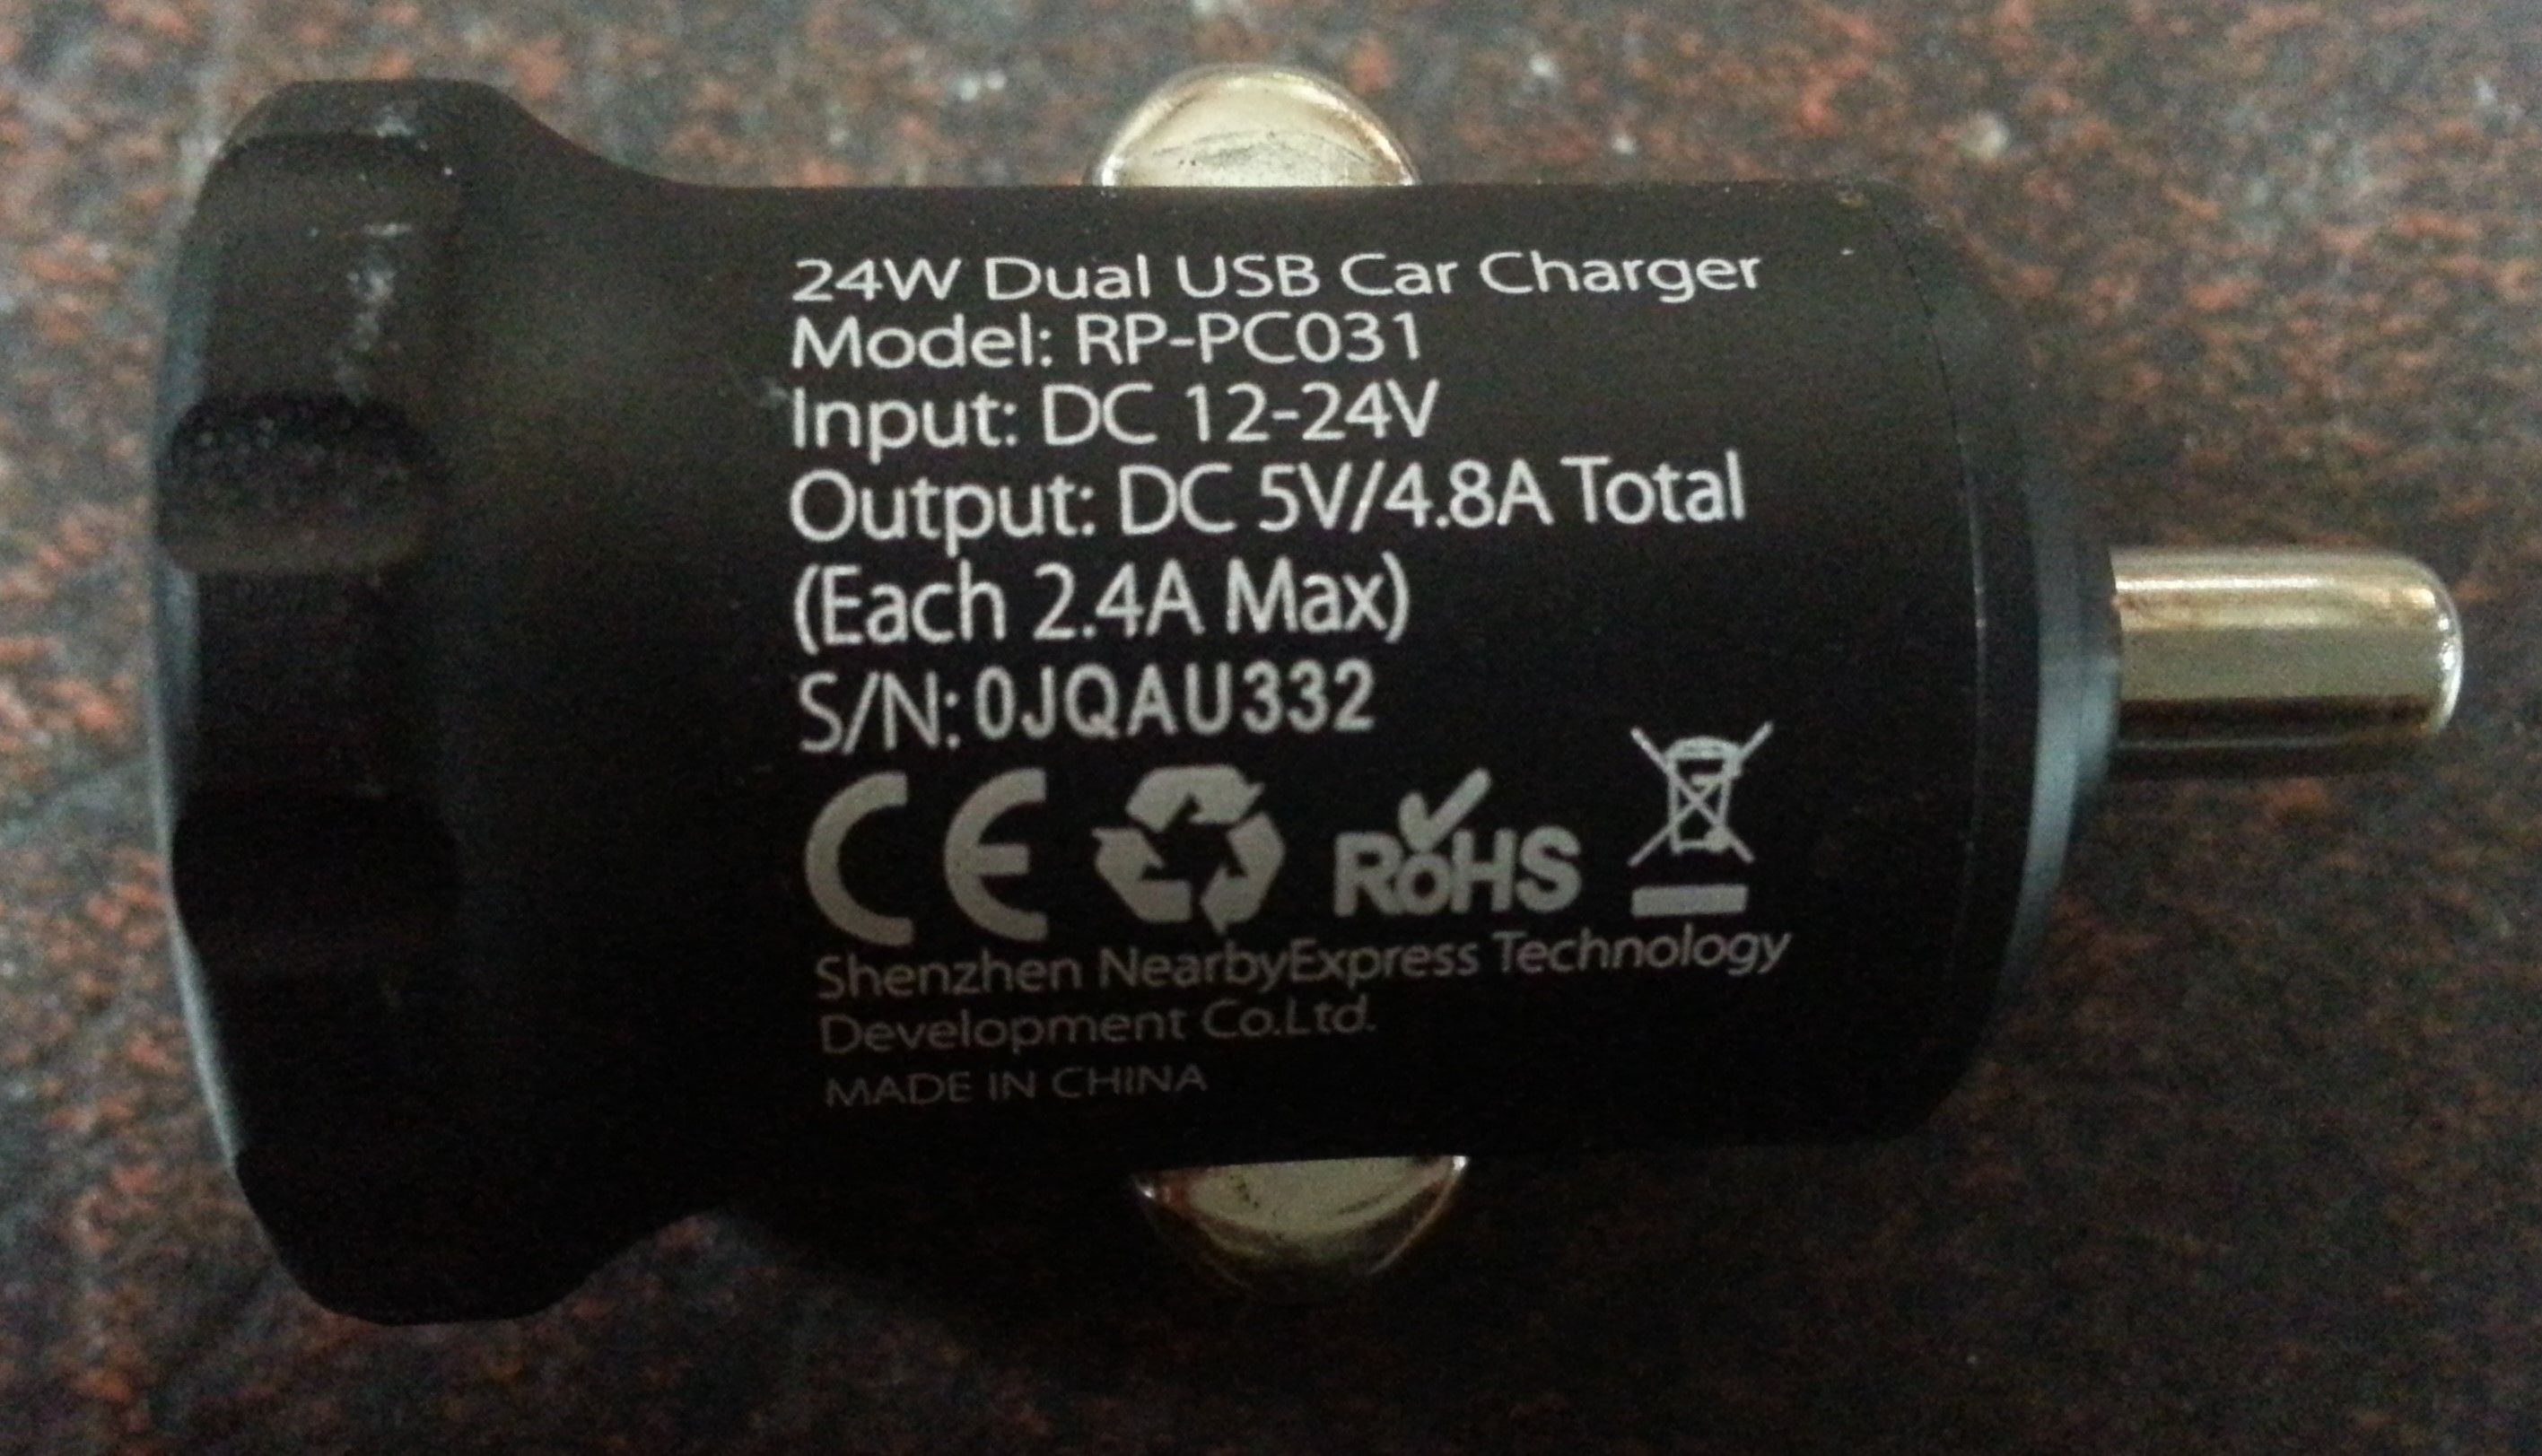 24W Dual USB Car Charger
Model: RP-PC031
Input: DC 12-24V
Output: DC 5V/4.8A Total
(Each 2.4A Max)
S/N: 0JQAU332
CE RoHS
Shenzhen NearbyExpress Technology
Development Co.Ltd.
MADE IN CHINA